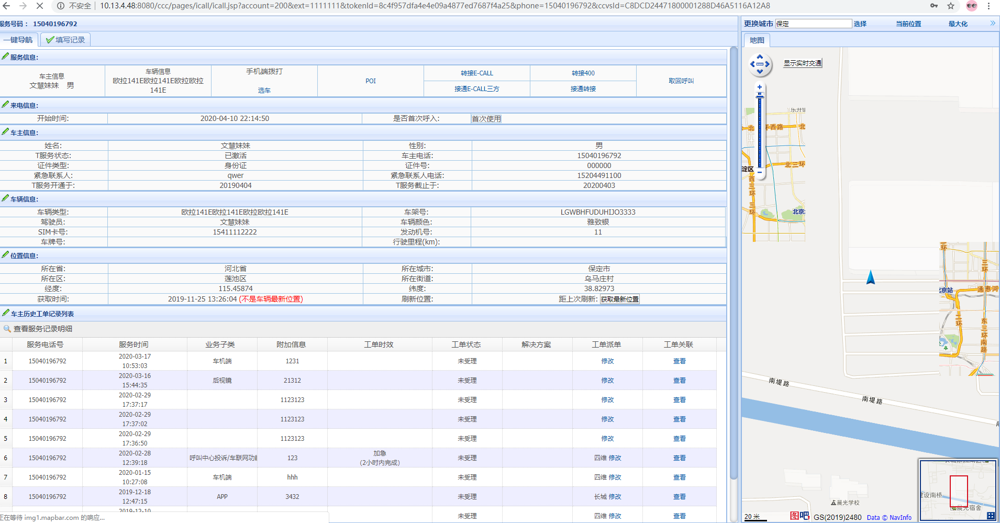 不安全 10.13.4.48:8080/ccc/pages/icall/icall.jsp?account=200&ext=1111111&tokenId=8c4f957dfa4e4e09a4877ed7687f4a25&phone=15040196792&ccvsId=C8DCD24471800001288D46A5116A12A8
服务号码： 15040196792
一键导航 填写记录
服务信息:
车主信息 文慧妹妹 男
车辆信息
欧拉141E欧拉141E欧拉欧拉
141E
手机端拨打
选车
POI
转接E-CALL 转接400
接通E-CALL三方 接通转接
取回呼叫
来电信息:
开始时间: 2020-04-10 22:14:50 是否首次呼入: 首次使用
车主信息:
姓名: 文慧妹妹 性别: 男
T服务状态: 已激活 车主电话: 15040196792
证件类型: 身份证 证件号: 000000
紧急联系人: qwer 紧急联系人电话: 15204491100
T服务开通于: 20190404 T服务截止于: 20200403
车辆信息:
车辆类型: 欧拉141E欧拉141E欧拉欧拉141E 车架号: LGWBHFUDUHIJO3333
驾驶员: 文慧妹妹 车辆颜色: 雅致银
SIM卡号: 15411112222 发动机号: 11
车牌号: 行驶里程(km):
位置信息:
所在省: 河北省 所在城市: 保定市
所在区: 莲池区 所在街道: 乌马庄村
经度: 115.45874 纬度: 38.82973
获取时间: 2019-11-25 13:26:04 (不是车辆最新位置) 刷新位置: 距上次刷新: 获取最新位置
车主历史工单记录列表
查看服务记录明细
服务电话号 服务时间 业务子类 附加信息 工单时效 工单状态 解决方案 工单派单 工单关联
1 15040196792 2020-03-17 10:53:03 车机端 1231 未受理 修改 查看
2 15040196792 2020-03-16 15:44:35 后视镜 21312 未受理 修改 查看
3 15040196792 2020-02-29 17:37:17 1123123 未受理 修改 查看
4 15040196792 2020-02-29 17:37:02 1123123 未受理 修改 查看
5 15040196792 2020-02-29 17:36:50 1123123 未受理 修改 查看
6 15040196792 2020-02-28 12:39:18 呼叫中心投诉/车联网功能 123 加急 (2小时内完成) 未受理 四维 修改 查看
7 15040196792 2020-01-15 10:27:08 车机端 hhh 未受理 四维 修改 查看
8 15040196792 2019-12-18 12:47:15 APP 3432 未受理 长城 修改 查看
2019-12-10 未受理 四维 修改 查看
正在等待 img1.mapbar.com 的响应...
更换城市 保定 选择 当前位置 最大化
地图
显示实时交通
环西路
北
北三环
淀区
西三环
三环
北京
三环
北京站
通惠河
二环
东三环南路
南堤路
南堤路
晨光学校
建设南桥
晨光宿舍
20 米 图吧 GS(2019)2480 Data © NavInfo